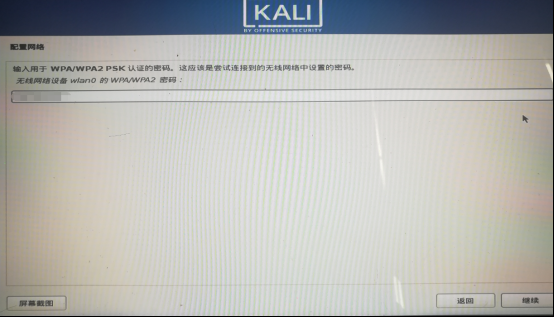 KALI
BY OFFENSIVE SECURITY
配置网络
输入用于 WPA/WPA2 PSK 认证的密码。这应该是尝试连接到的无线网络中设置的密码。
无线网络设备 wlan0 的 WPA/WPA2 密码：
屏幕截图
返回
继续